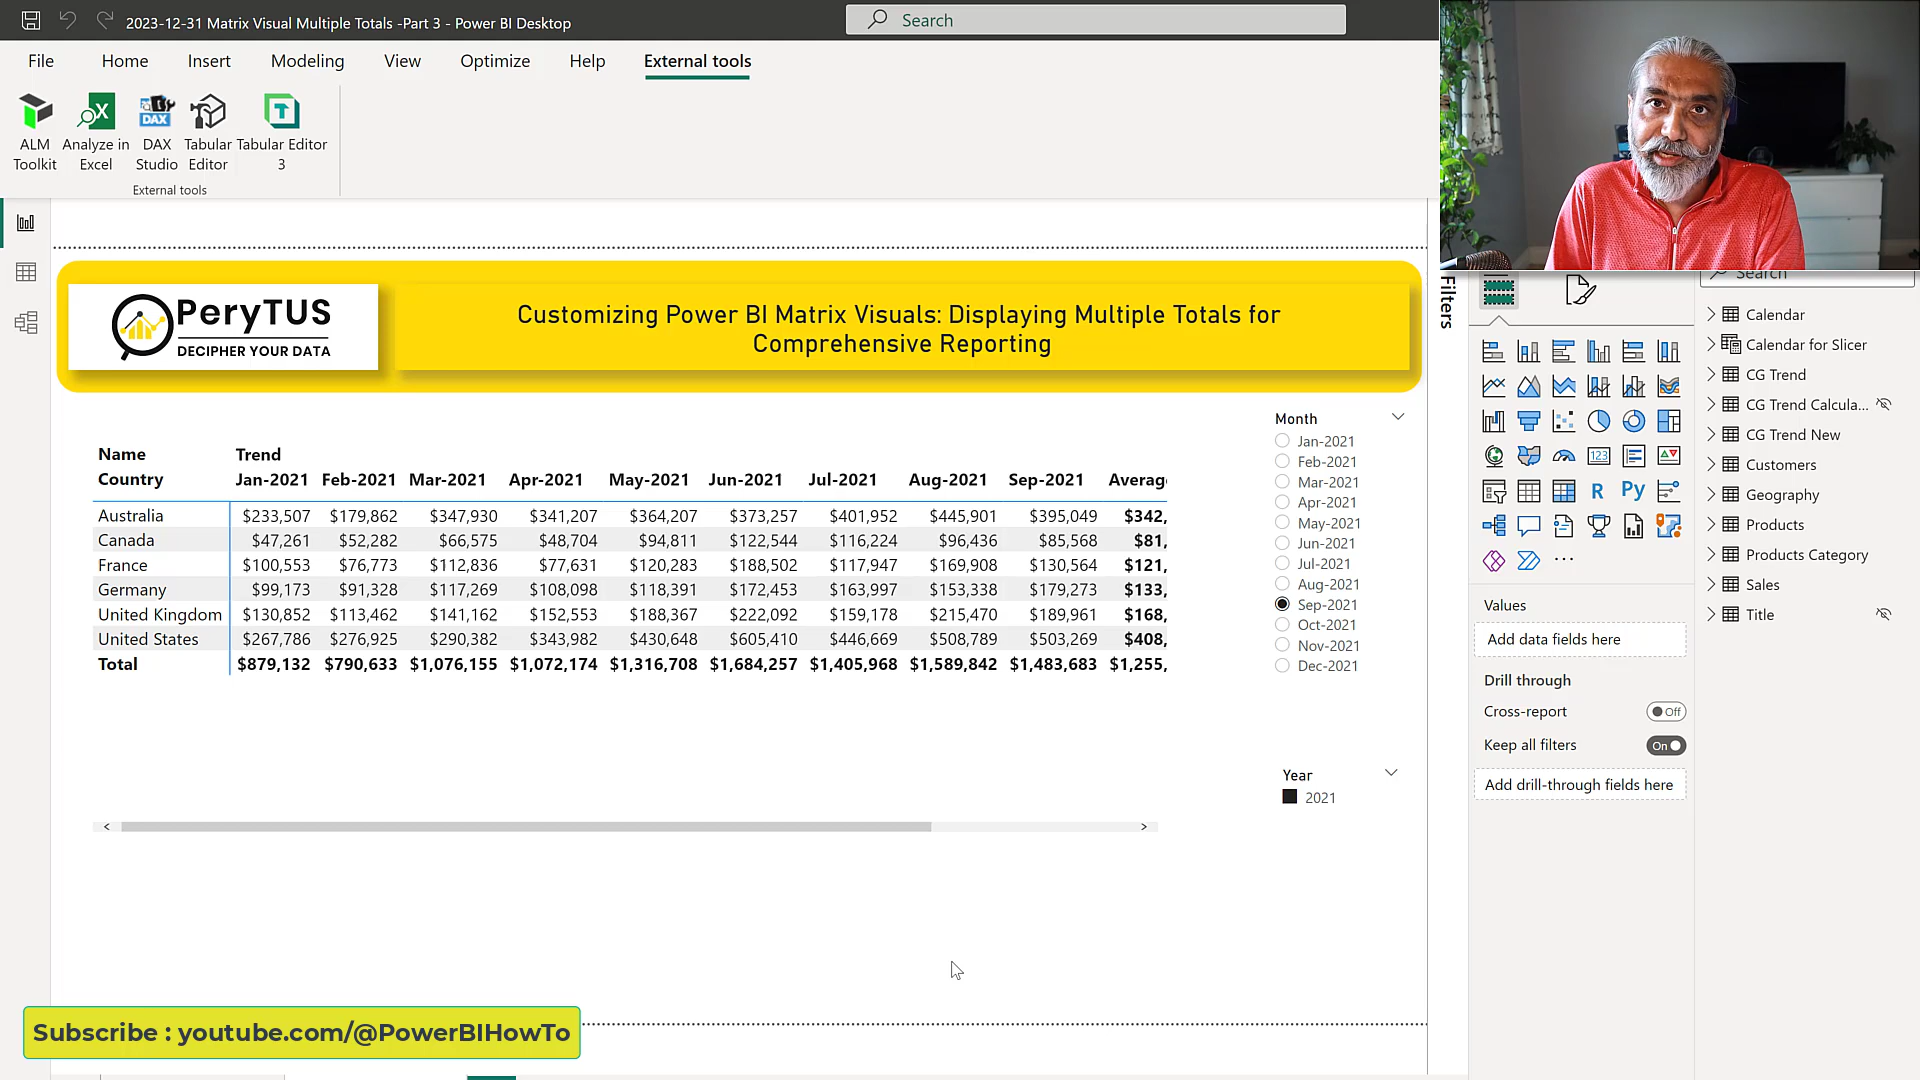 2023-12-31 Matrix Visual Multiple Totals -Part 3 - Power BI Desktop
Search
File Home Insert Modeling View Optimize Help External tools
ALM Toolkit
Analyze in Excel
DAX Studio
Tabular Editor
Tabular Editor 3
External tools
PeryTUS
DECIPHER YOUR DATA
Customizing Power BI Matrix Visuals: Displaying Multiple Totals for
Comprehensive Reporting
Name Trend
Country Jan-2021 Feb-2021 Mar-2021 Apr-2021 May-2021 Jun-2021 Jul-2021 Aug-2021 Sep-2021 Averag
Australia $233,507 $179,862 $347,930 $341,207 $364,207 $373,257 $401,952 $445,901 $395,049 $342,
Canada $47,261 $52,282 $66,575 $48,704 $94,811 $122,544 $116,224 $96,436 $85,568 $81,
France $100,553 $76,773 $112,836 $77,631 $120,283 $188,502 $117,947 $169,908 $130,564 $121,
Germany $99,173 $91,328 $117,269 $108,098 $118,391 $172,453 $163,997 $153,338 $179,273 $133,
United Kingdom $130,852 $113,462 $141,162 $152,553 $188,367 $222,092 $159,178 $215,470 $189,961 $168,
United States $267,786 $276,925 $290,382 $343,982 $430,648 $605,410 $446,669 $508,789 $503,269 $408,
Total $879,132 $790,633 $1,076,155 $1,072,174 $1,316,708 $1,684,257 $1,405,968 $1,589,842 $1,483,683 $1,255,
Month
Jan-2021
Feb-2021
Mar-2021
Apr-2021
May-2021
Jun-2021
Jul-2021
Aug-2021
Sep-2021
Oct-2021
Nov-2021
Dec-2021
Year
2021
Filters
123
R
Py
Values
Add data fields here
Drill through
Cross-report Off
Keep all filters On
Add drill-through fields here
Search
Calendar
Calendar for Slicer
CG Trend
CG Trend Calcula...
CG Trend New
Customers
Geography
Products
Products Category
Sales
Title
Subscribe : youtube.com/@PowerBIHowTo